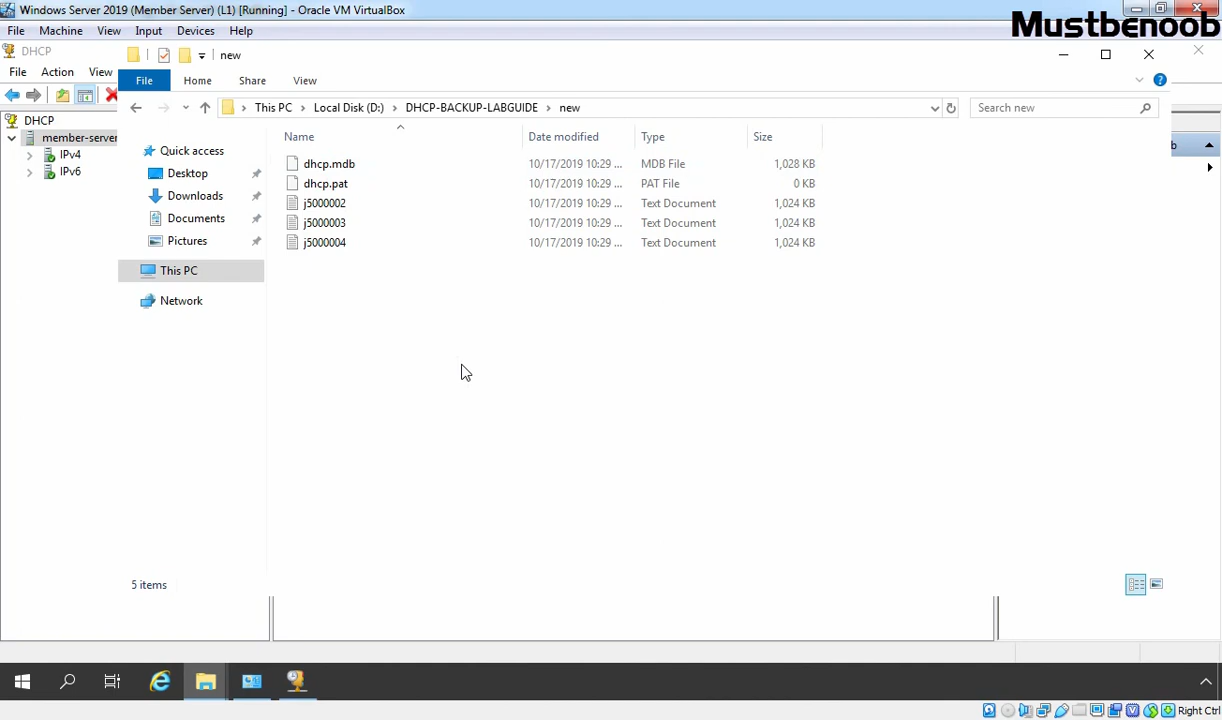 Windows Server 2019 (Member Server) (L1) [Running] - Oracle VM VirtualBox
Mustbenoob
File Machine View Input Devices Help
DHCP
new
File Action View
File Home Share View
This PC > Local Disk (D:) > DHCP-BACKUP-LABGUIDE > new
Search new
DHCP
member-server
IPv4
IPv6
Quick access
Desktop
Downloads
Documents
Pictures
This PC
Network
Name Date modified Type Size
dhcp.mdb 10/17/2019 10:29 ... MDB File 1,028 KB
dhcp.pat 10/17/2019 10:29 ... PAT File 0 KB
j5000002 10/17/2019 10:29 ... Text Document 1,024 KB
j5000003 10/17/2019 10:29 ... Text Document 1,024 KB
j5000004 10/17/2019 10:29 ... Text Document 1,024 KB
5 items
Right Ctrl